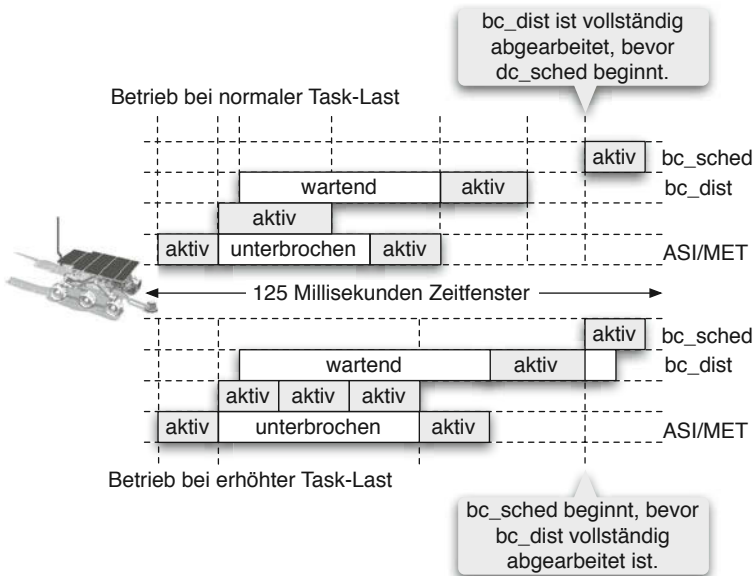 bc_dist ist vollständig
abgearbeitet, bevor
dc_sched beginnt.
Betrieb bei normaler Task-Last
aktiv bc_sched
wartend aktiv bc_dist
aktiv
aktiv unterbrochen aktiv ASI/MET
125 Millisekunden Zeitfenster
aktiv bc_sched
wartend aktiv bc_dist
aktiv aktiv aktiv
aktiv unterbrochen aktiv ASI/MET
Betrieb bei erhöhter Task-Last
bc_sched beginnt, bevor
bc_dist vollständig
abgearbeitet ist.